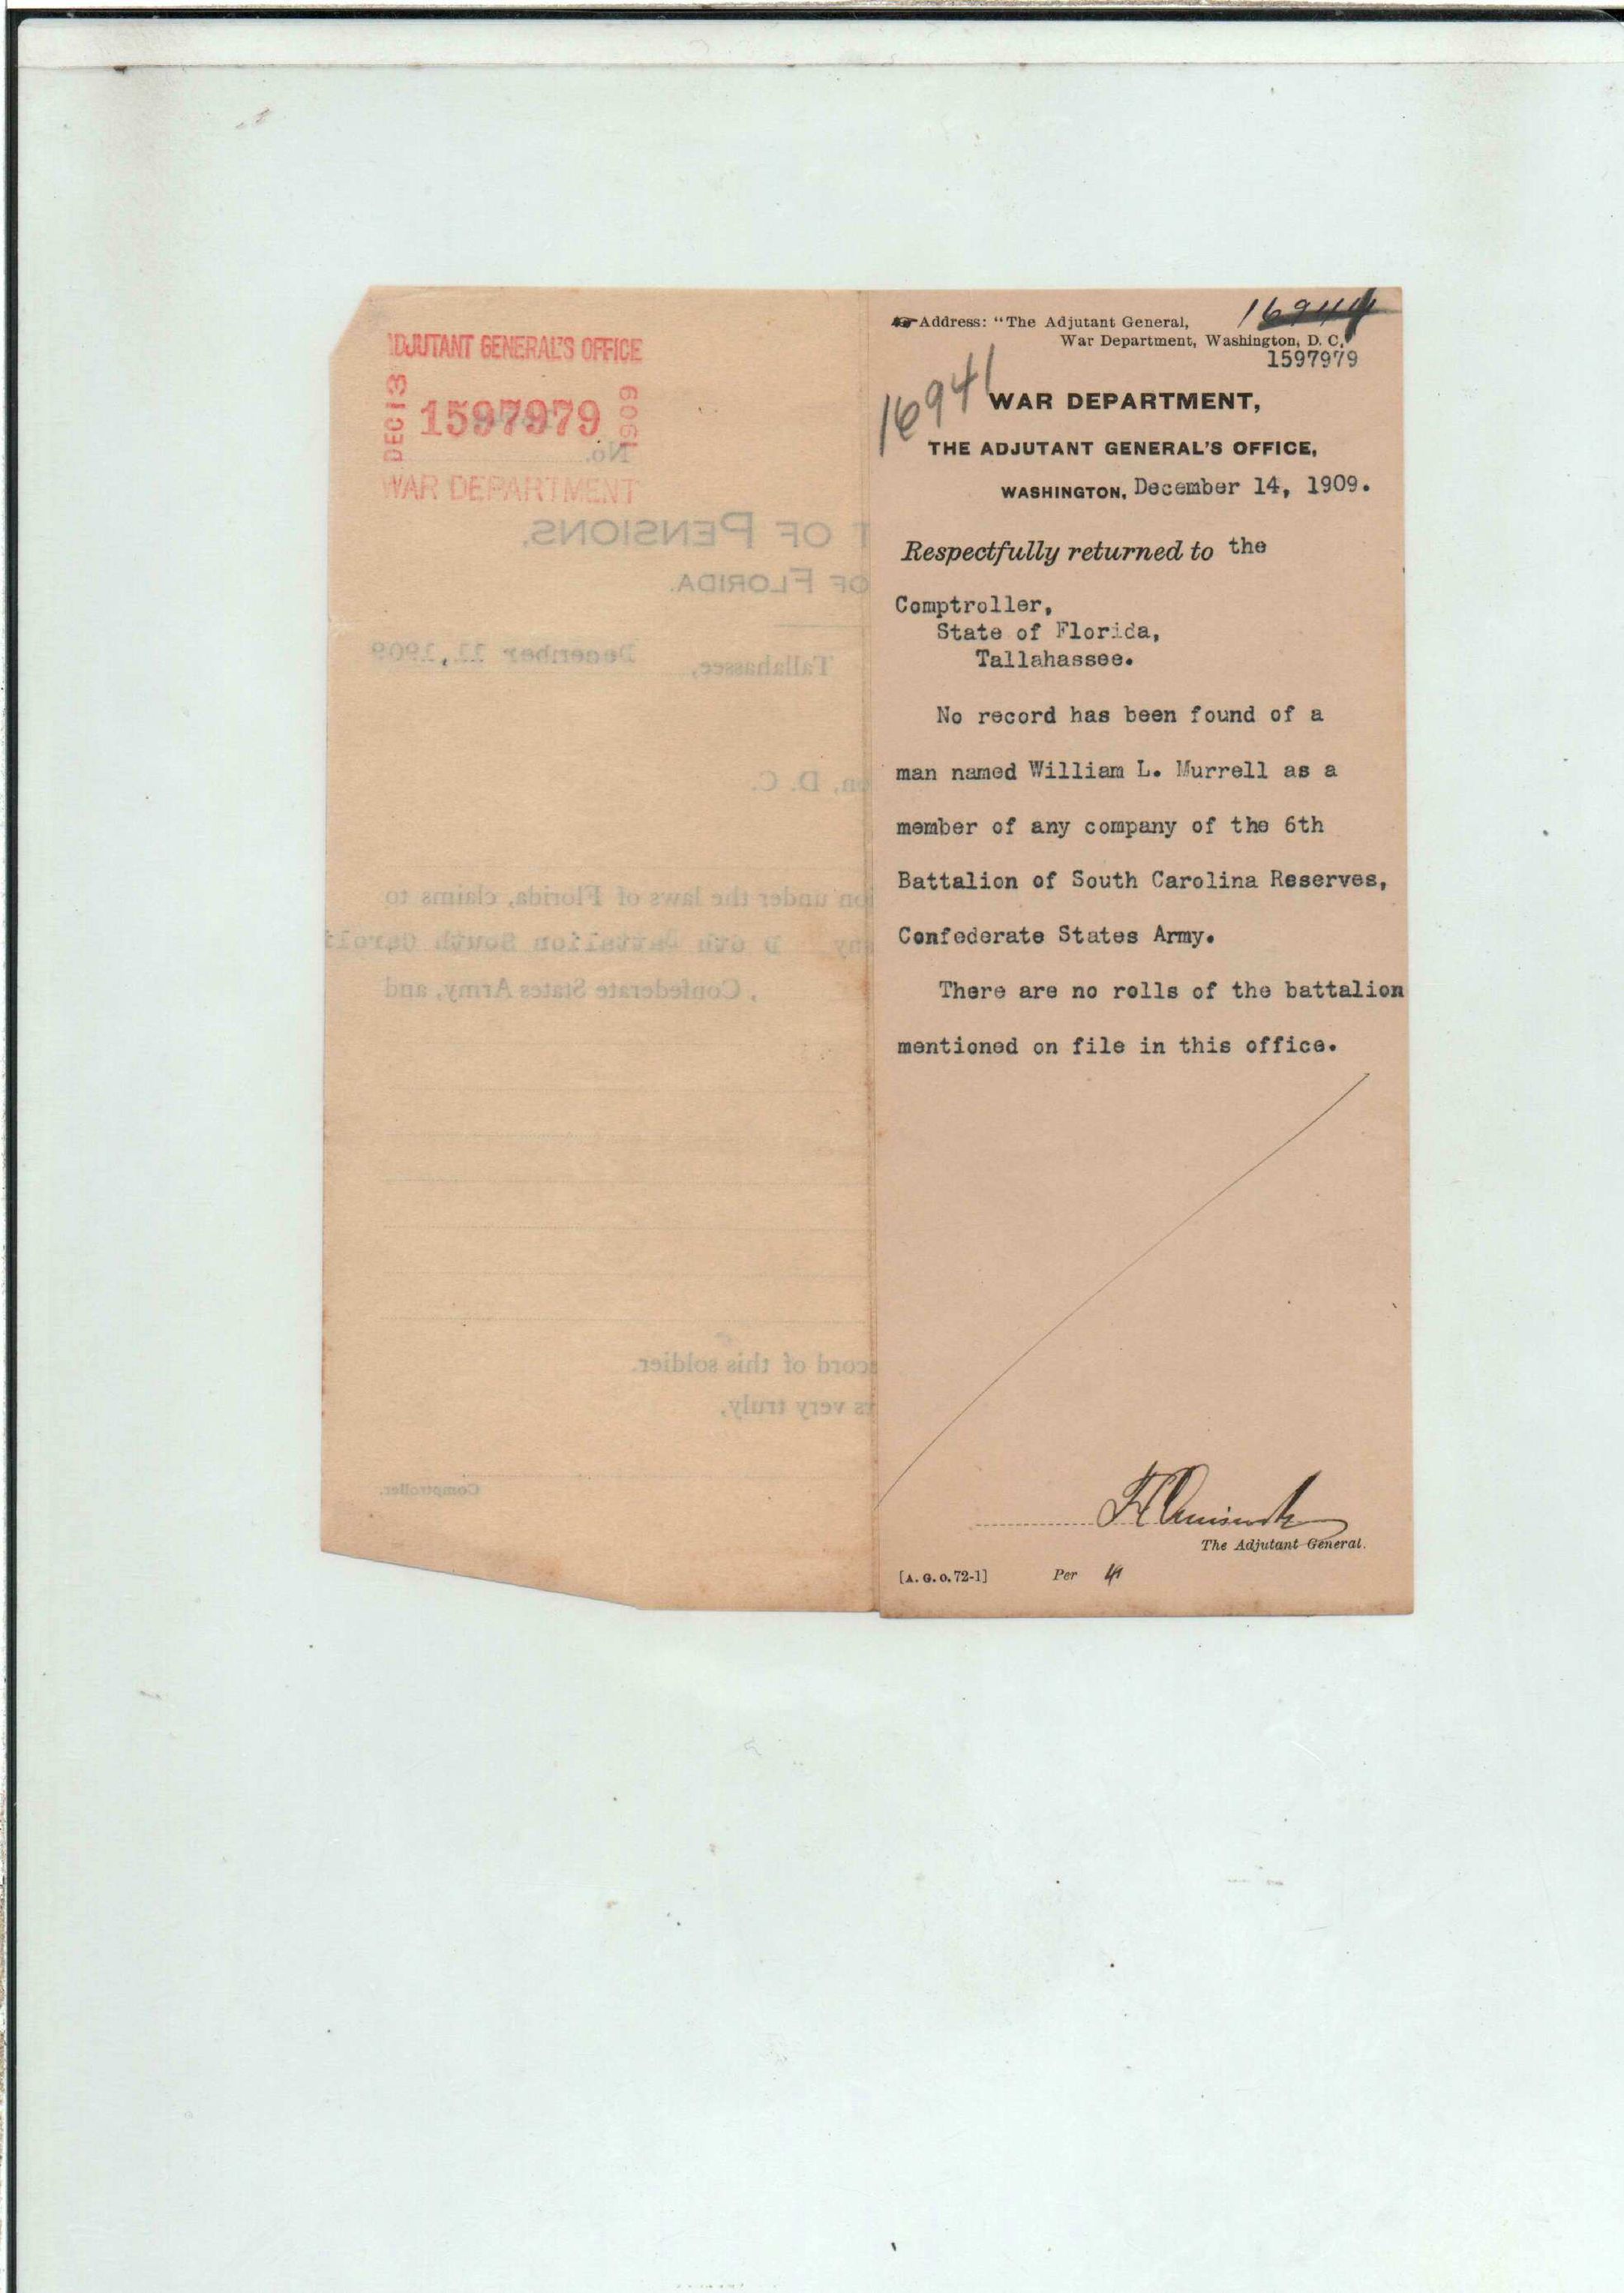 ADJUTANT GENERAL'S OFFICE
DEC 13 1597979 1909
No.
WAR DEPARTMENT
T OF PENSIONS,
OF FLORIDA.
Tallahassee, December 11, 1909
on, D. C.
on under the laws of Florida, claims to
any D 6th Battalion South Caroli
, Confederate States Army, and
cord of this soldier.
rs very truly,
Comptroller.
Address: "The Adjutant General,
War Department, Washington, D. C.
1597979
16941
WAR DEPARTMENT,
THE ADJUTANT GENERAL'S OFFICE,
WASHINGTON, December 14, 1909.
Respectfully returned to the
Comptroller,
State of Florida,
Tallahassee.
No record has been found of a
man named William L. Murrell as a
member of any company of the 6th
Battalion of South Carolina Reserves,
Confederate States Army.
There are no rolls of the battalion
mentioned on file in this office.
The Adjutant General.
[A. G. O. 72-1] Per